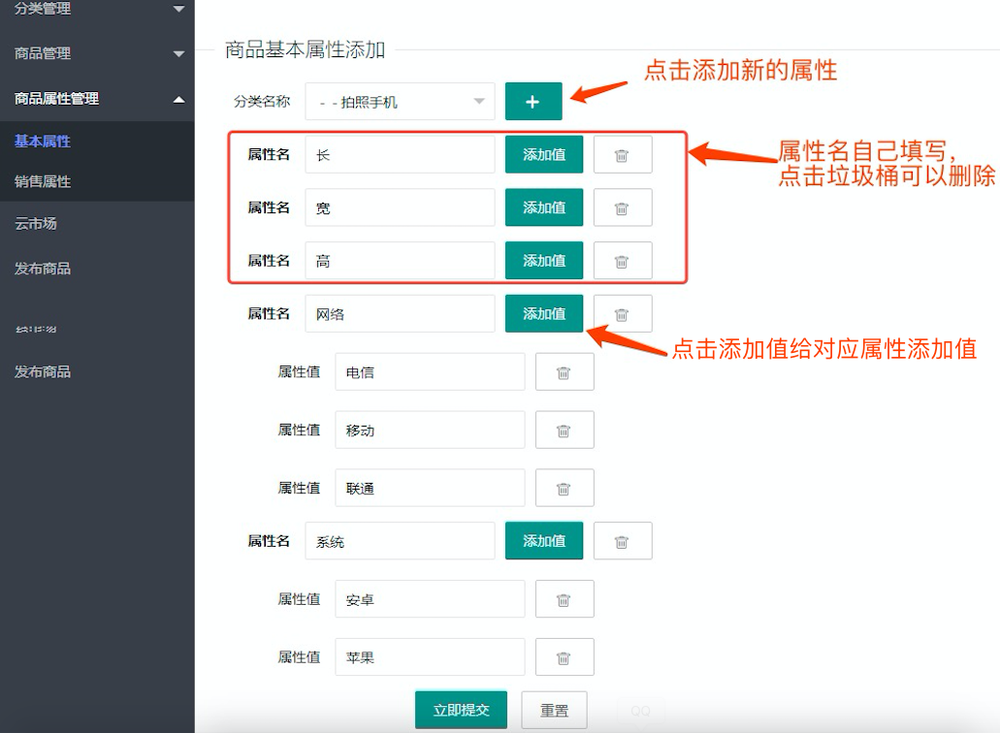 分类管理
商品管理
商品属性管理
基本属性
销售属性
云市场
发布商品
发布商品
商品基本属性添加
点击添加新的属性
分类名称 - - 拍照手机 +
属性名 长 添加值
属性名自己填写,
点击垃圾桶可以删除
属性名 宽 添加值
属性名 高 添加值
属性名 网络 添加值
点击添加值给对应属性添加值
属性值 电信
属性值 移动
属性值 联通
属性名 系统 添加值
属性值 安卓
属性值 苹果
立即提交 重置 QQ